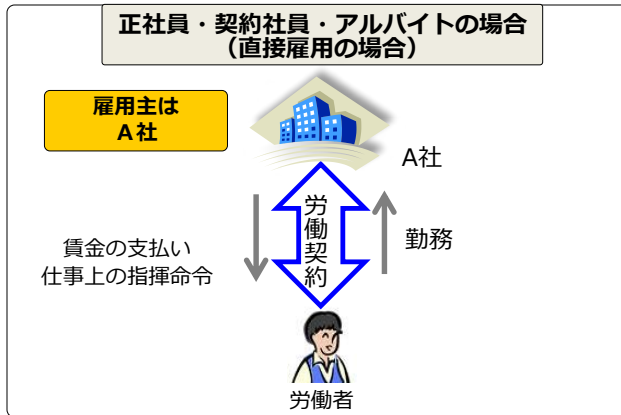 正社員・契約社員・アルバイトの場合
（直接雇用の場合）
雇用主は
A社
A社
労働契約
賃金の支払い
仕事上の指揮命令
勤務
労働者